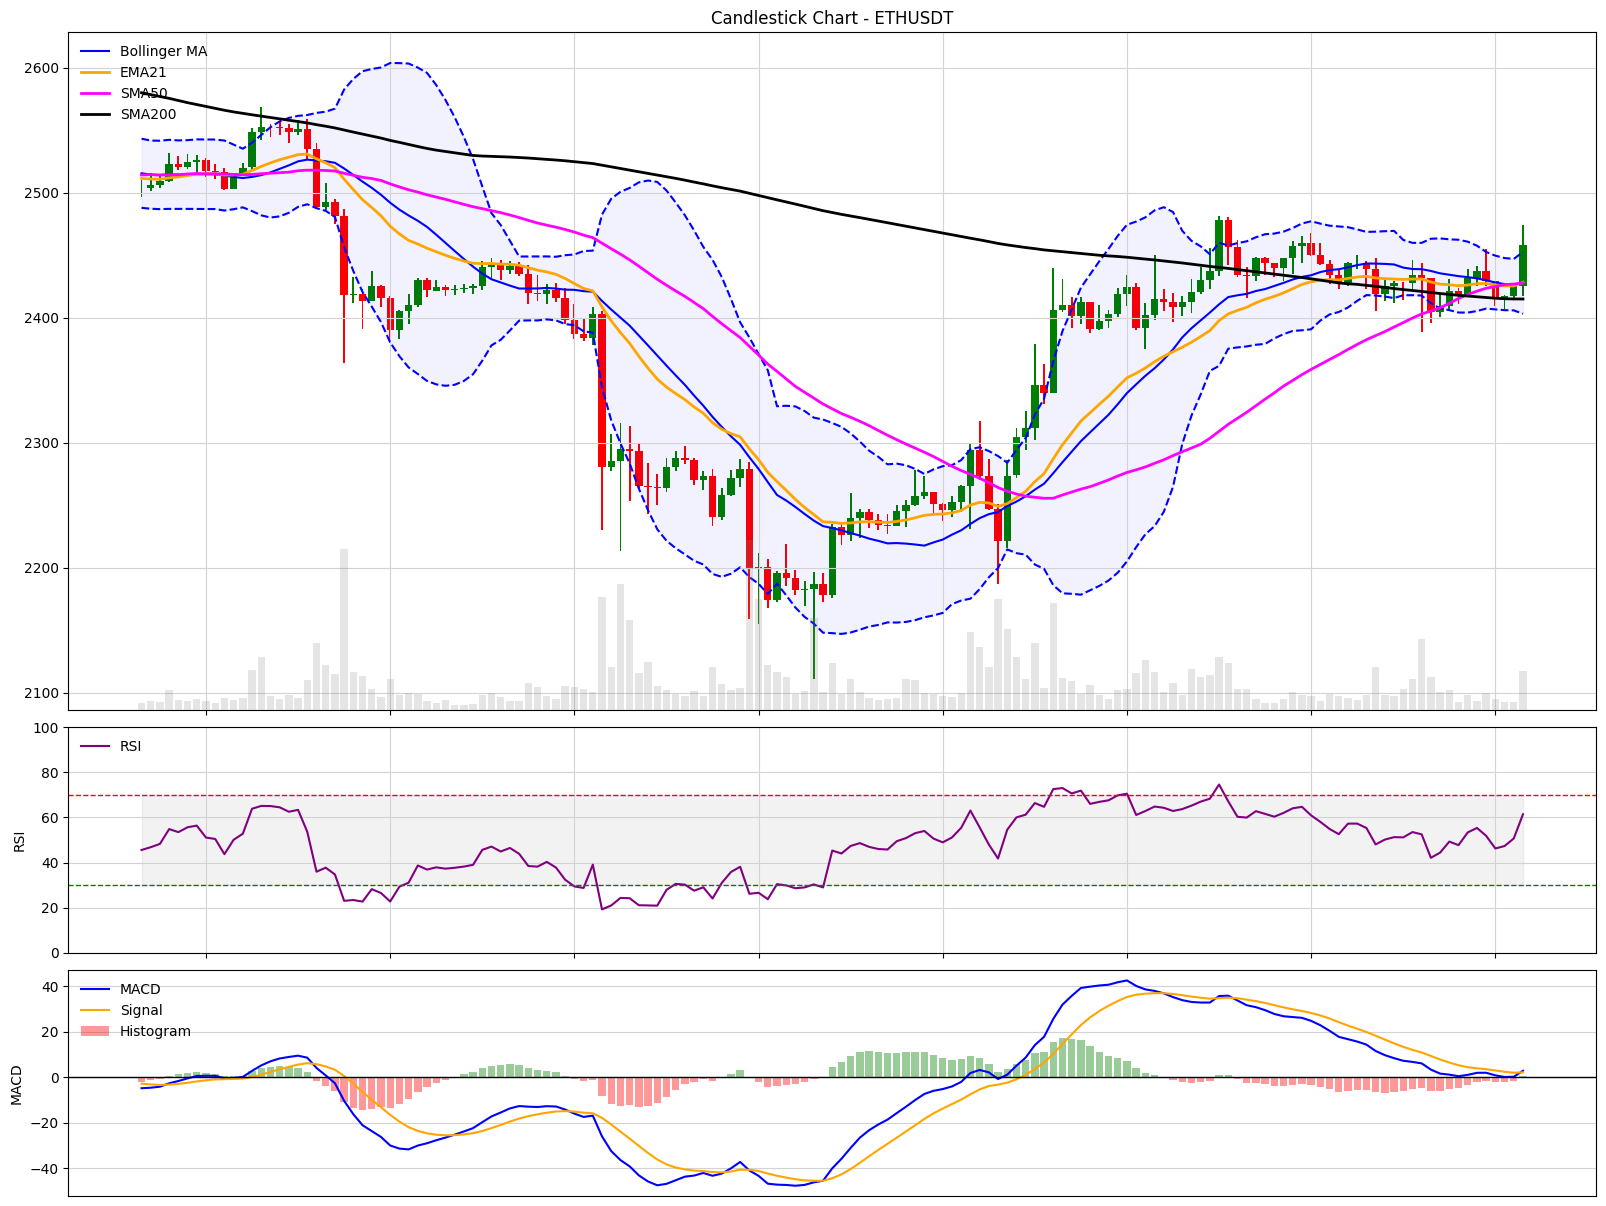 Candlestick Chart - ETHUSDT
Bollinger MA
EMA21
SMA50
SMA200
2600
2500
2400
2300
2200
2100
RSI
RSI
100
80
60
40
20
0
MACD
Signal
Histogram
MACD
40
20
0
−20
−40